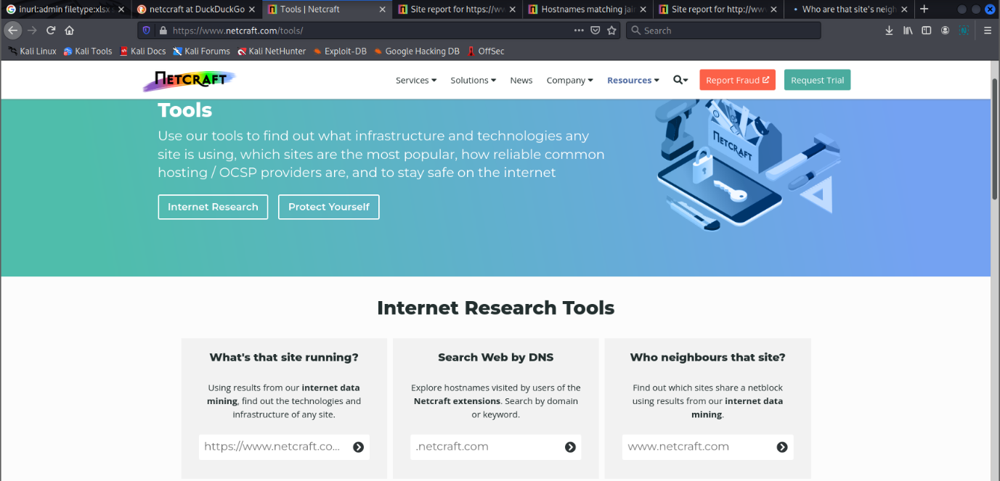 inurl:admin filetype:xlsx
netccraft at DuckDuckGo
Tools | Netcraft
Site report for https://ww
Hostnames matching jai
Site report for http://ww
Who are that site's neigh
https://www.netcraft.com/tools/
Search
Kali Linux Kali Tools Kali Docs Kali Forums Kali NetHunter Exploit-DB Google Hacking DB OffSec
NETCRAFT
Services Solutions News Company Resources Report Fraud Request Trial
Tools
Use our tools to find out what infrastructure and technologies any
site is using, which sites are the most popular, how reliable common
hosting / OCSP providers are, and to stay safe on the internet
Internet Research Protect Yourself
NETCRAFT
Internet Research Tools
What's that site running?
Using results from our internet data
mining, find out the technologies and
infrastructure of any site.
https://www.netcraft.co...
Search Web by DNS
Explore hostnames visited by users of the
Netcraft extensions. Search by domain
or keyword.
.netcraft.com
Who neighbours that site?
Find out which sites share a netblock
using results from our internet data
mining.
www.netcraft.com